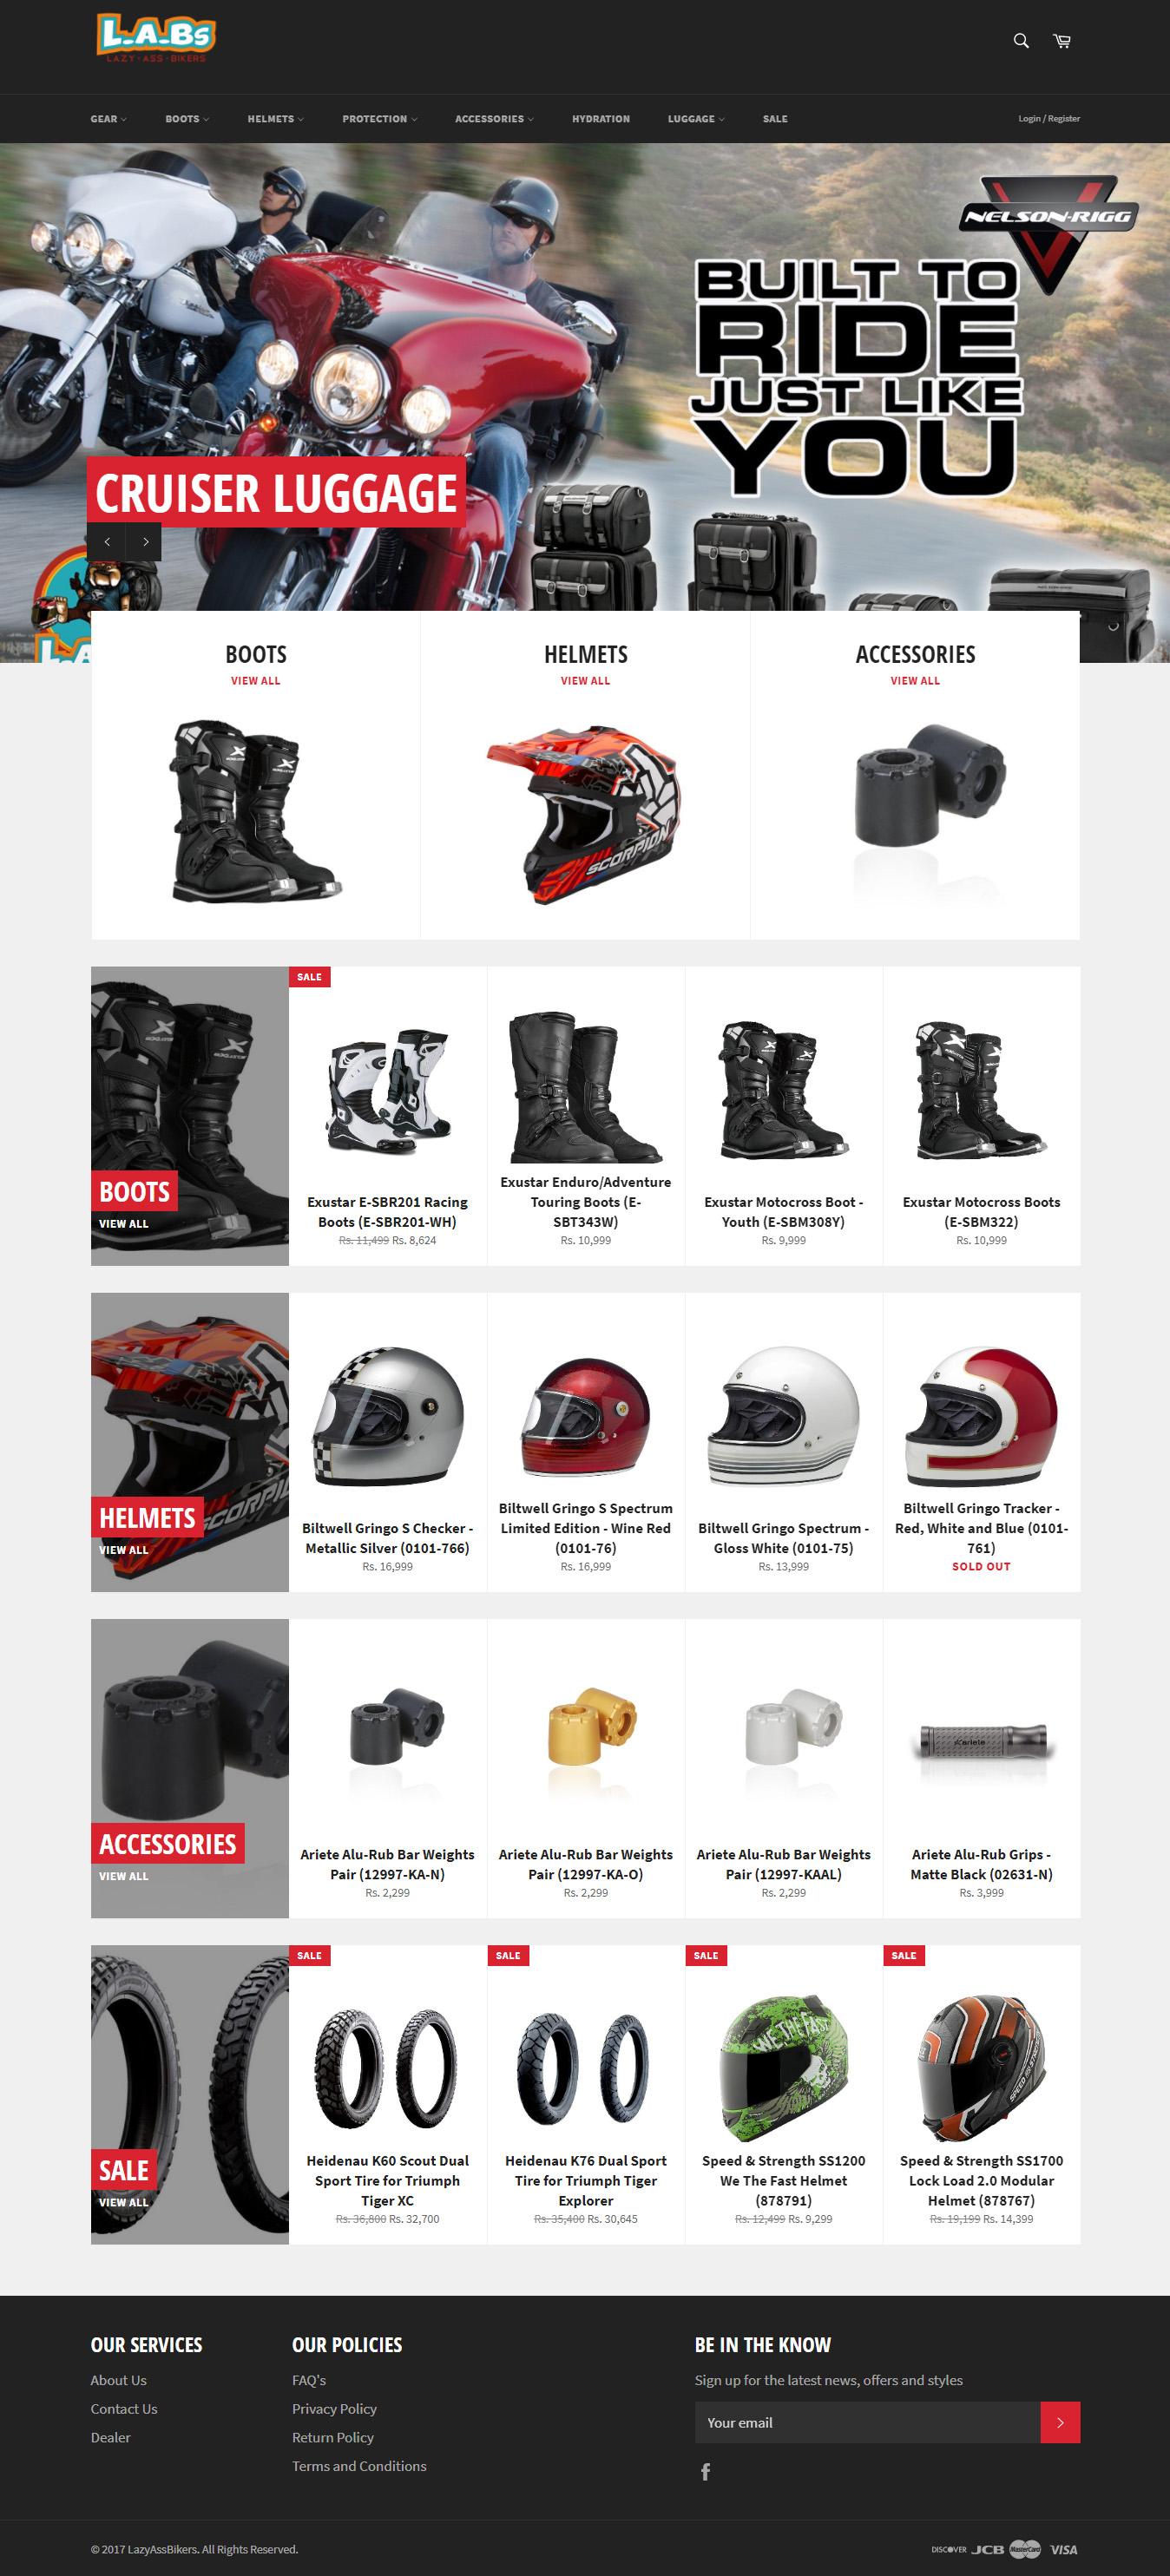 L.A.Bs
LAZY·ASS·BIKERS
GEAR BOOTS HELMETS PROTECTION ACCESSORIES HYDRATION LUGGAGE SALE Login / Register
NELSON-RIGG
BUILT TO
RIDE
JUST LIKE
YOU
CRUISER LUGGAGE
BOOTS
VIEW ALL
HELMETS
VIEW ALL
SCORPION
ACCESSORIES
VIEW ALL
BOOTS
VIEW ALL
SALE
Exustar E-SBR201 Racing
Boots (E-SBR201-WH)
Rs. 11,499 Rs. 8,624
Exustar Enduro/Adventure
Touring Boots (E-
SBT343W)
Rs. 10,999
Exustar Motocross Boot -
Youth (E-SBM308Y)
Rs. 9,999
Exustar Motocross Boots
(E-SBM322)
Rs. 10,999
HELMETS
VIEW ALL
Biltwell Gringo S Checker -
Metallic Silver (0101-766)
Rs. 16,999
Biltwell Gringo S Spectrum
Limited Edition - Wine Red
(0101-76)
Rs. 16,999
Biltwell Gringo Spectrum -
Gloss White (0101-75)
Rs. 13,999
Biltwell Gringo Tracker -
Red, White and Blue (0101-
761)
SOLD OUT
ACCESSORIES
VIEW ALL
Ariete Alu-Rub Bar Weights
Pair (12997-KA-N)
Rs. 2,299
Ariete Alu-Rub Bar Weights
Pair (12997-KA-O)
Rs. 2,299
Ariete Alu-Rub Bar Weights
Pair (12997-KAAL)
Rs. 2,299
ariete
Ariete Alu-Rub Grips -
Matte Black (02631-N)
Rs. 3,999
SALE
VIEW ALL
SALE
Heidenau K60 Scout Dual
Sport Tire for Triumph
Tiger XC
Rs. 36,800 Rs. 32,700
SALE
Heidenau K76 Dual Sport
Tire for Triumph Tiger
Explorer
Rs. 35,400 Rs. 30,645
SALE
WE THE FAST
Speed & Strength SS1200
We The Fast Helmet
(878791)
Rs. 12,499 Rs. 9,299
SALE
Speed & Strength SS1700
Lock Load 2.0 Modular
Helmet (878767)
Rs. 19,199 Rs. 14,399
OUR SERVICES
About Us
Contact Us
Dealer
OUR POLICIES
FAQ's
Privacy Policy
Return Policy
Terms and Conditions
BE IN THE KNOW
Sign up for the latest news, offers and styles
Your email
© 2017 LazyAssBikers. All Rights Reserved.
DISCOVER JCB MasterCard VISA